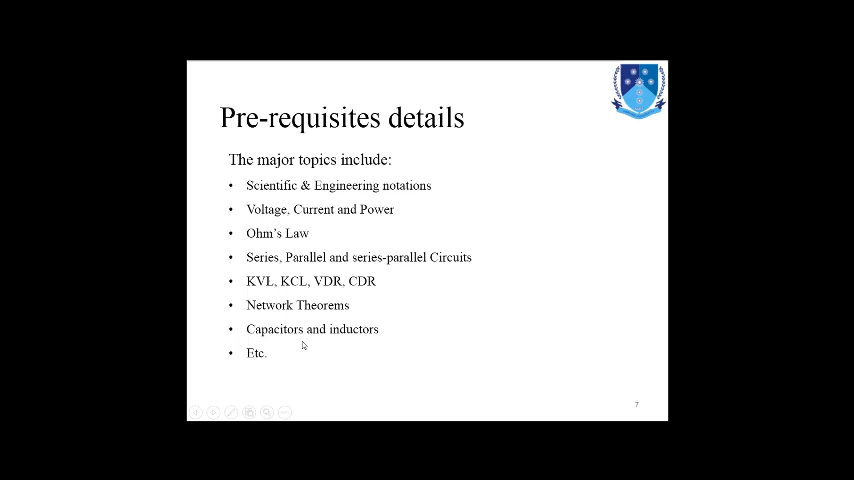 Pre-requisites details
The major topics include:
• Scientific & Engineering notations
• Voltage, Current and Power
• Ohm's Law
• Series, Parallel and series-parallel Circuits
• KVL, KCL, VDR, CDR
• Network Theorems
• Capacitors and inductors
• Etc.
7